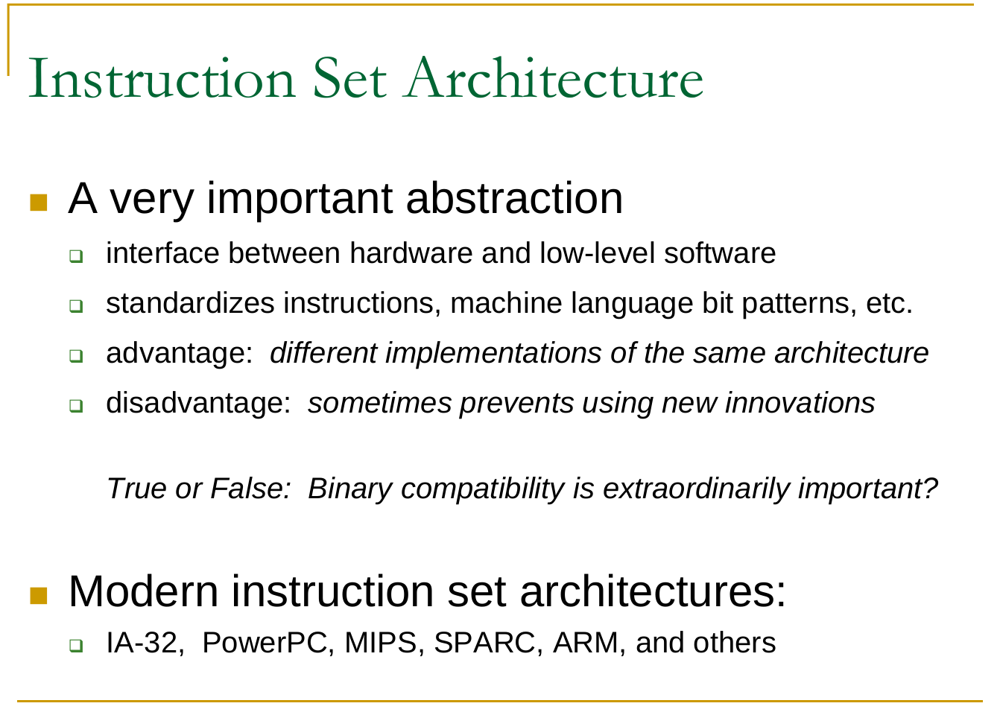 Instruction Set Architecture
A very important abstraction
interface between hardware and low-level software
standardizes instructions, machine language bit patterns, etc.
advantage:  different implementations of the same architecture
disadvantage:  sometimes prevents using new innovations
True or False:  Binary compatibility is extraordinarily important?
Modern instruction set architectures:
IA-32,  PowerPC, MIPS, SPARC, ARM, and others